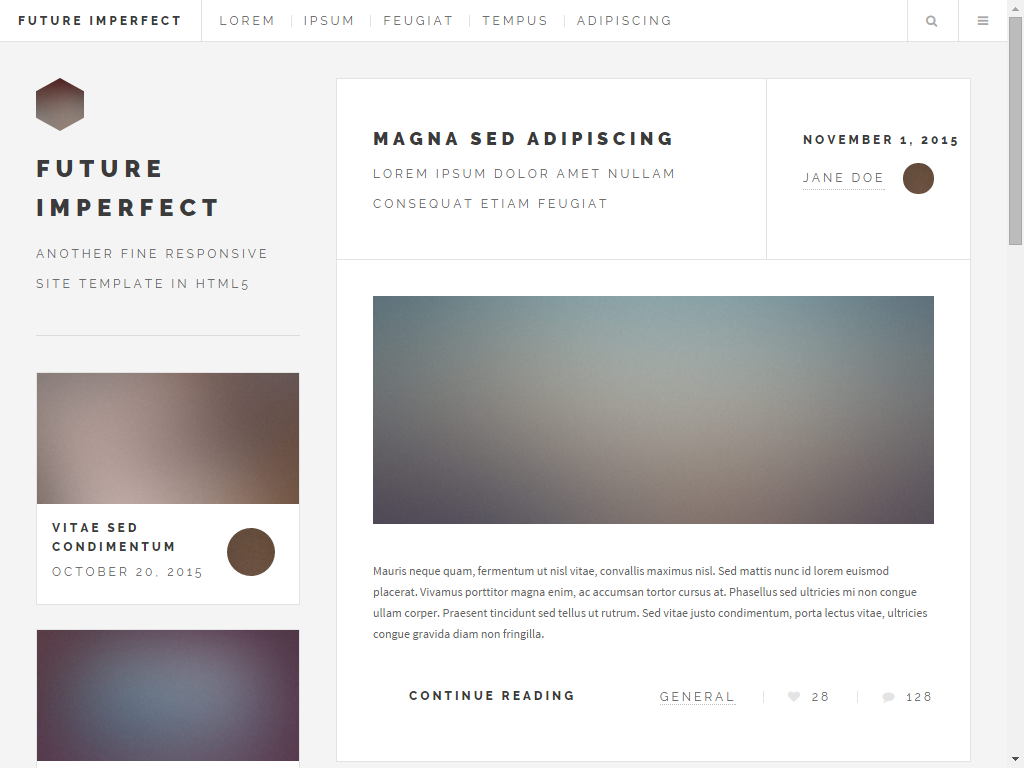 FUTURE IMPERFECT
LOREM
IPSUM
FEUGIAT
TEMPUS
ADIPISCING
FUTURE
IMPERFECT
ANOTHER FINE RESPONSIVE
SITE TEMPLATE IN HTML5
VITAE SED
CONDIMENTUM
OCTOBER 20, 2015
MAGNA SED ADIPISCING
LOREM IPSUM DOLOR AMET NULLAM
CONSEQUAT ETIAM FEUGIAT
NOVEMBER 1, 2015
JANE DOE
Mauris neque quam, fermentum ut nisl vitae, convallis maximus nisl. Sed mattis nunc id lorem euismod
placerat. Vivamus porttitor magna enim, ac accumsan tortor cursus at. Phasellus sed ultricies mi non congue
ullam corper. Praesent tincidunt sed tellus ut rutrum. Sed vitae justo condimentum, porta lectus vitae, ultricies
congue gravida diam non fringilla.
CONTINUE READING
GENERAL
28
128